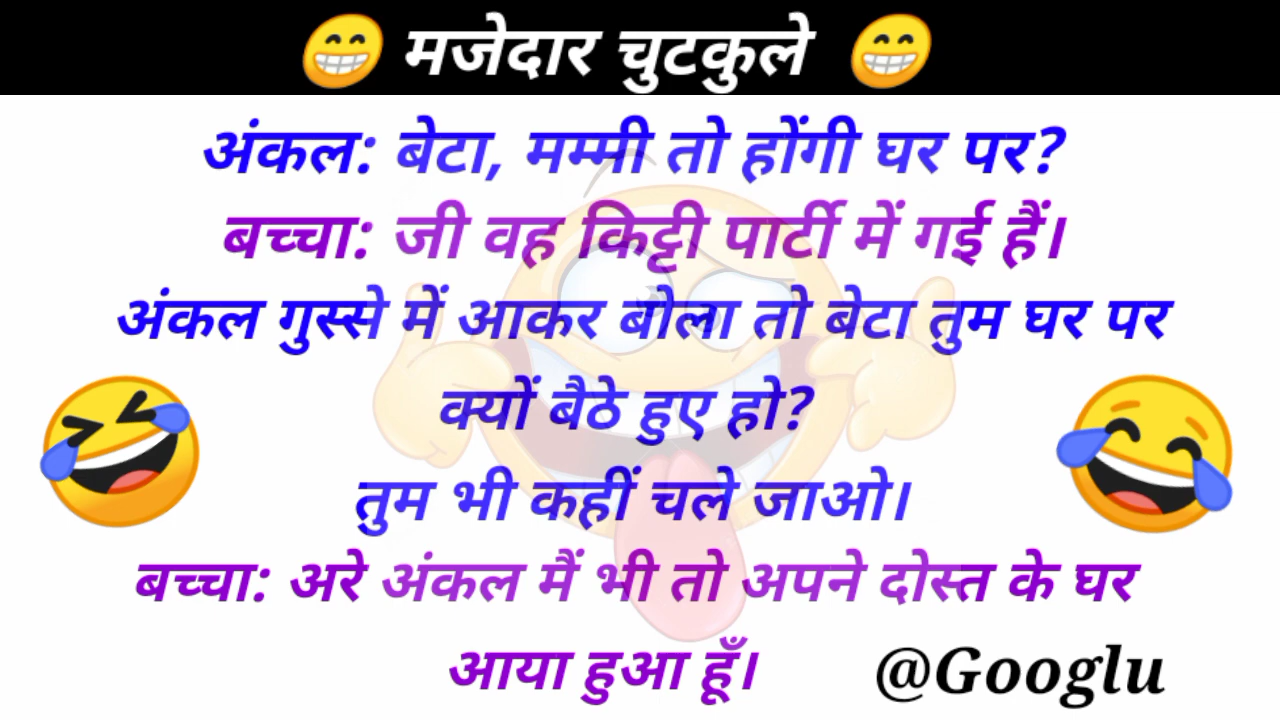 😁 मजेदार चुटकुले 😁
अंकल: बेटा, मम्मी तो होंगी घर पर?
बच्चा: जी वह किट्टी पार्टी में गई हैं।
अंकल गुस्से में आकर बोला तो बेटा तुम घर पर
क्यों बैठे हुए हो?
तुम भी कहीं चले जाओ।
बच्चा: अरे अंकल मैं भी तो अपने दोस्त के घर
आया हुआ हूँ।
@Googlu